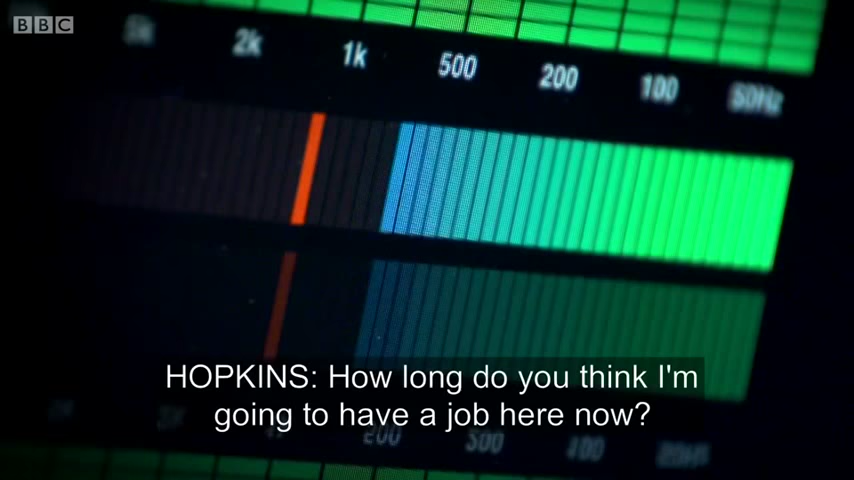 BBC
5k 2k 1k 500 200 100 50Hz
HOPKINS: How long do you think I'm
going to have a job here now?